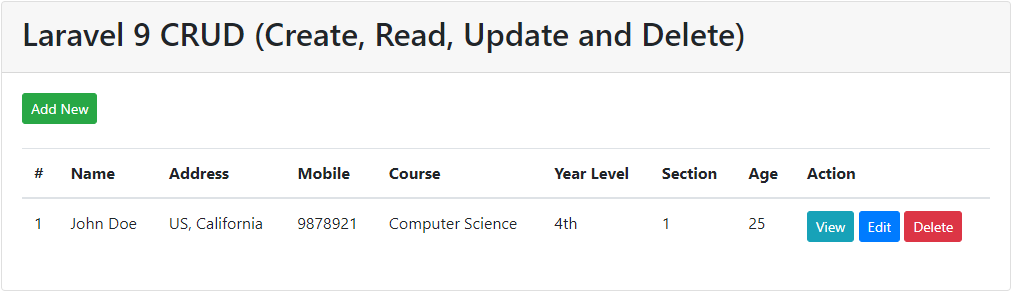 Laravel 9 CRUD (Create, Read, Update and Delete)
Add New
# Name Address Mobile Course Year Level Section Age Action
1 John Doe US, California 9878921 Computer Science 4th 1 25 View Edit Delete